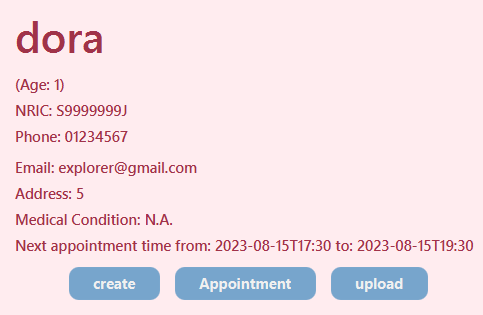 dora
(Age: 1)
NRIC: S9999999J
Phone: 01234567
Email: explorer@gmail.com
Address: 5
Medical Condition: N.A.
Next appointment time from: 2023-08-15T17:30 to: 2023-08-15T19:30
create Appointment upload